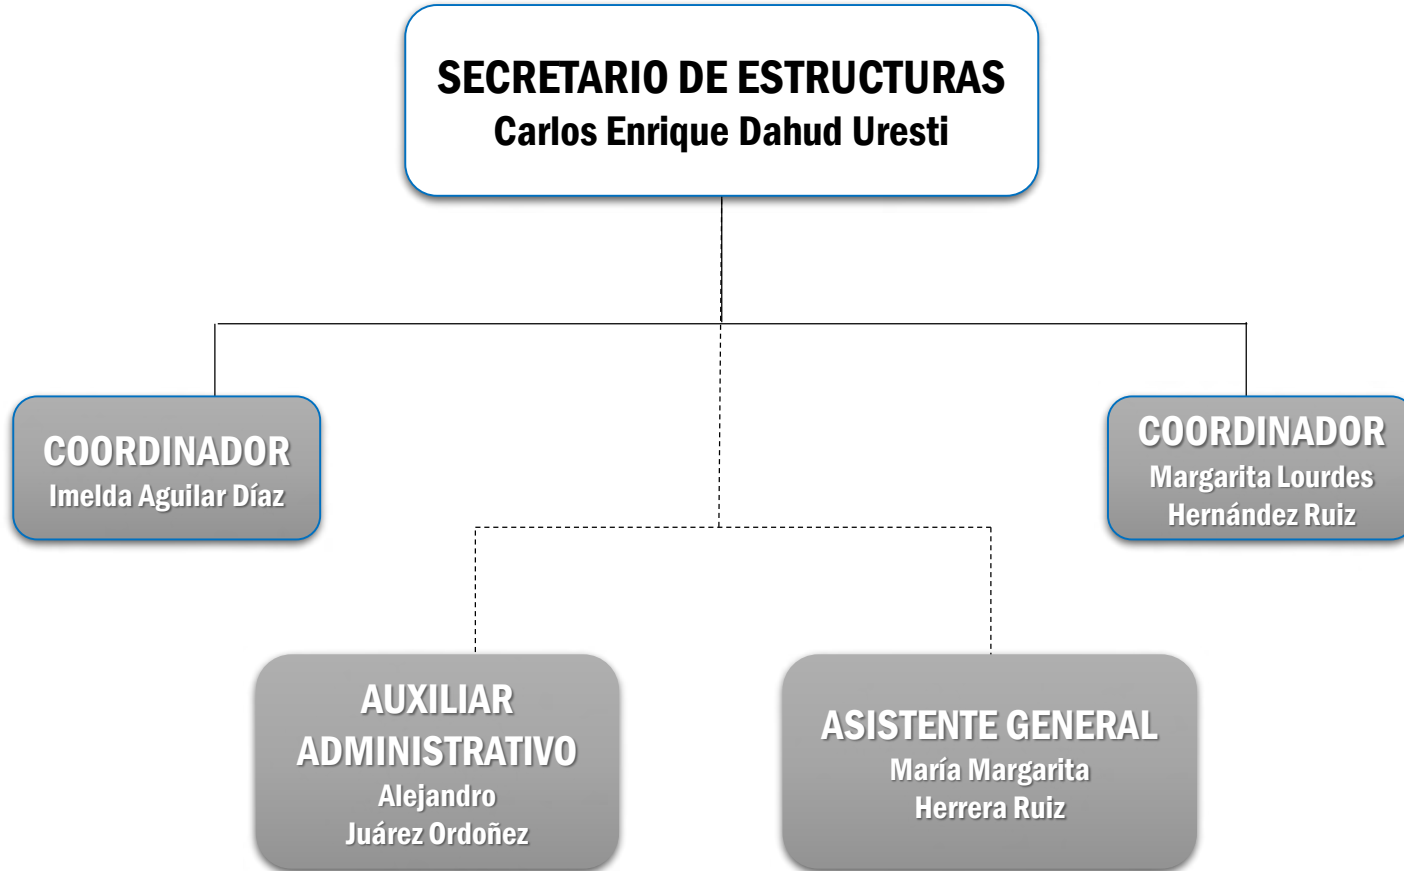 SECRETARIO DE ESTRUCTURAS
Carlos Enrique Dahud Uresti
COORDINADOR
Imelda Aguilar Díaz
COORDINADOR
Margarita Lourdes
Hernández Ruiz
AUXILIAR
ADMINISTRATIVO
Alejandro
Juárez Ordoñez
ASISTENTE GENERAL
María Margarita
Herrera Ruiz